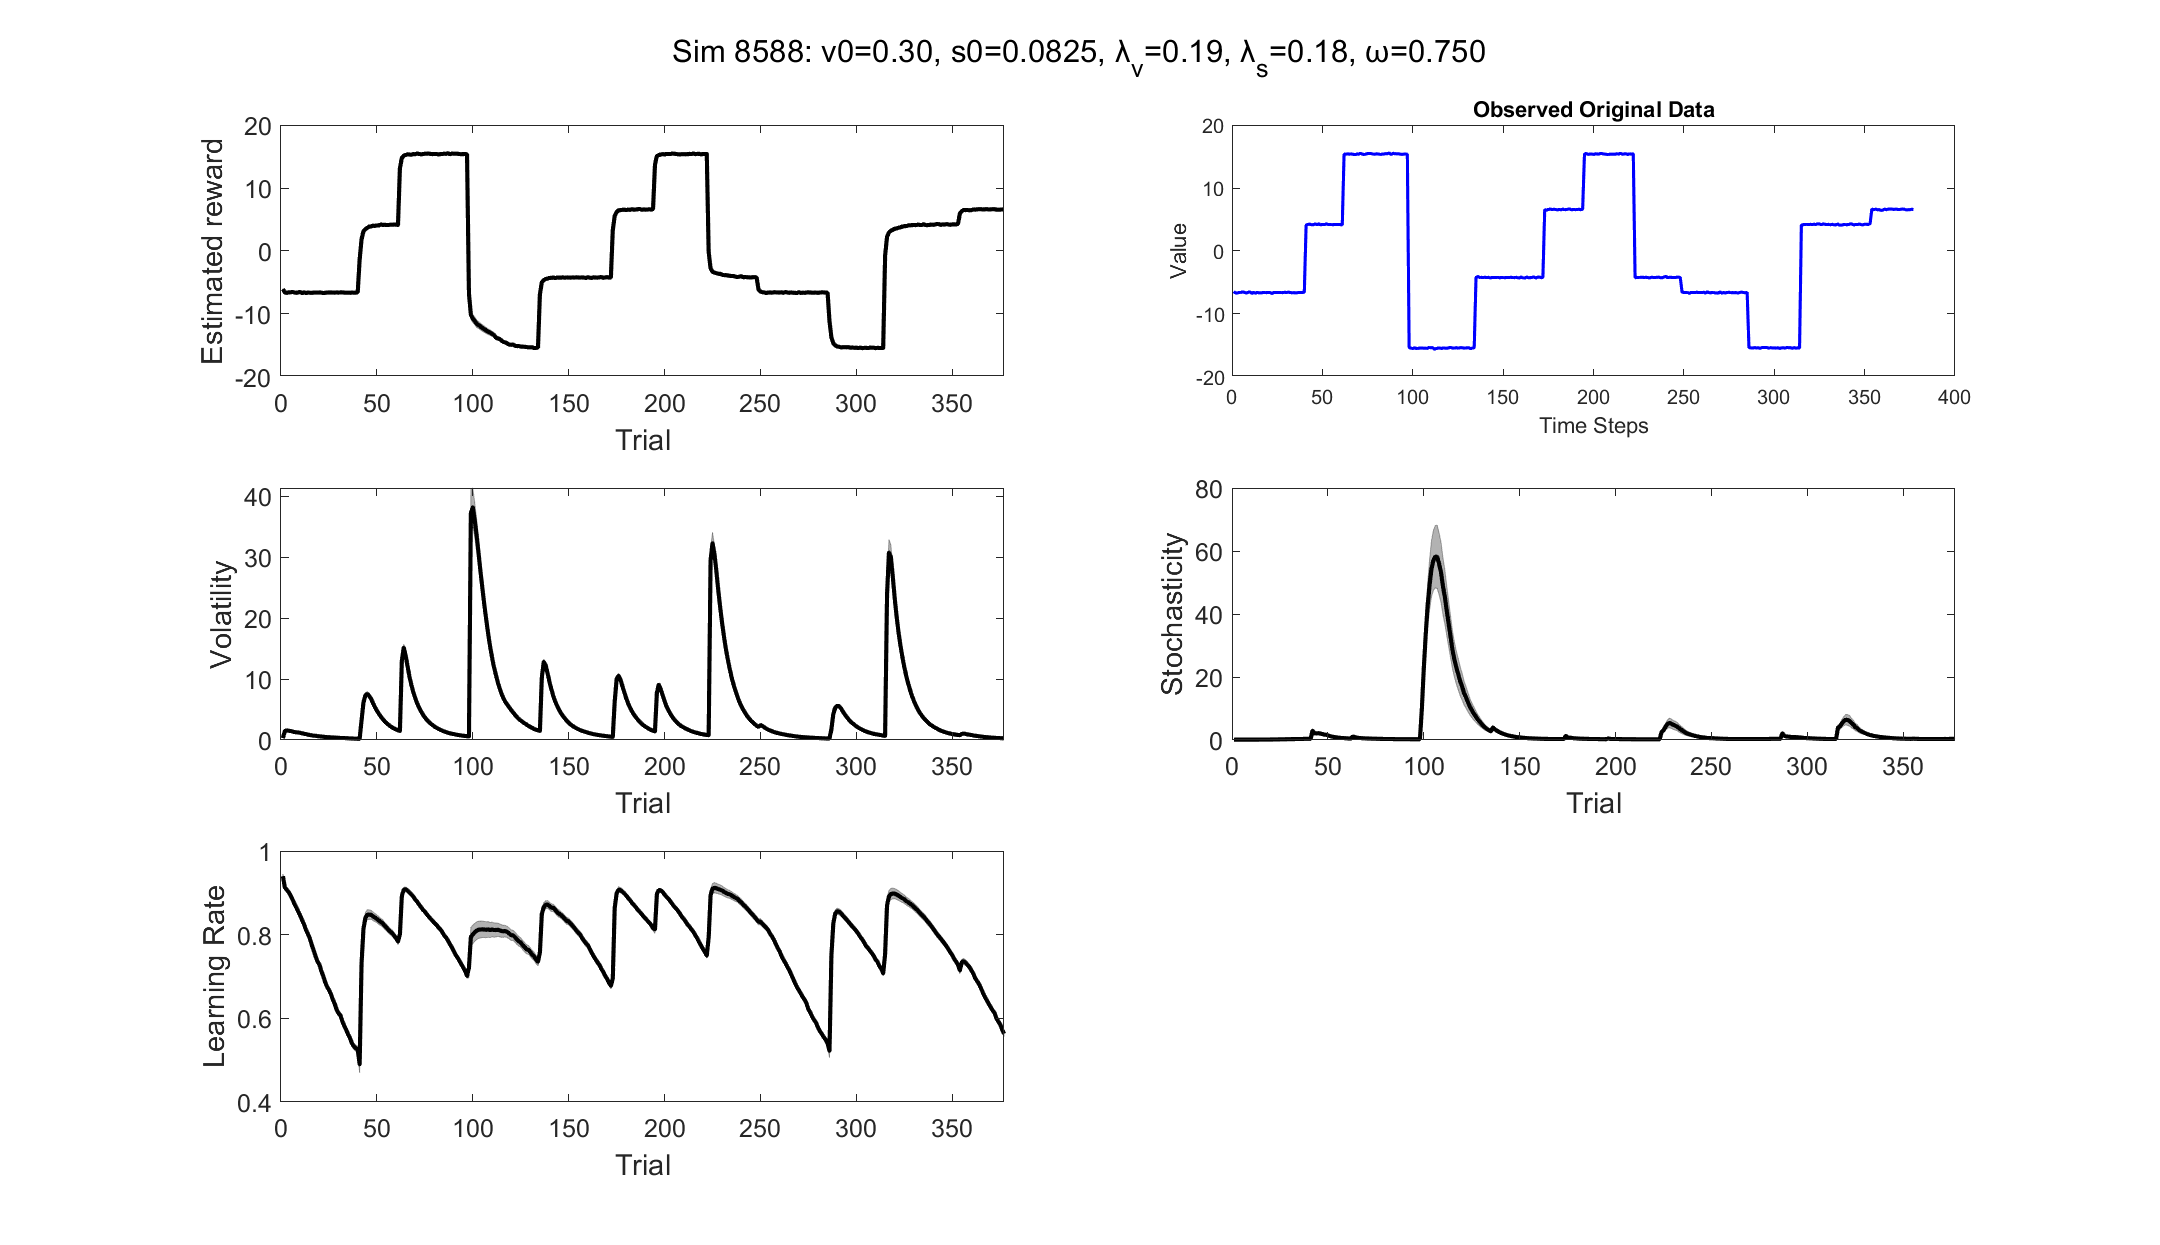 Sim 8588: v0=0.30, s0=0.0825, λv=0.19, λs=0.18, ω=0.750
Estimated reward
20
10
0
-10
-20
0 50 100 150 200 250 300 350
Trial
Observed Original Data
Value
20
10
0
-10
-20
0 50 100 150 200 250 300 350 400
Time Steps
Volatility
40
30
20
10
0
0 50 100 150 200 250 300 350
Trial
Stochasticity
80
60
40
20
0
0 50 100 150 200 250 300 350
Trial
Learning Rate
1
0.8
0.6
0.4
0 50 100 150 200 250 300 350
Trial